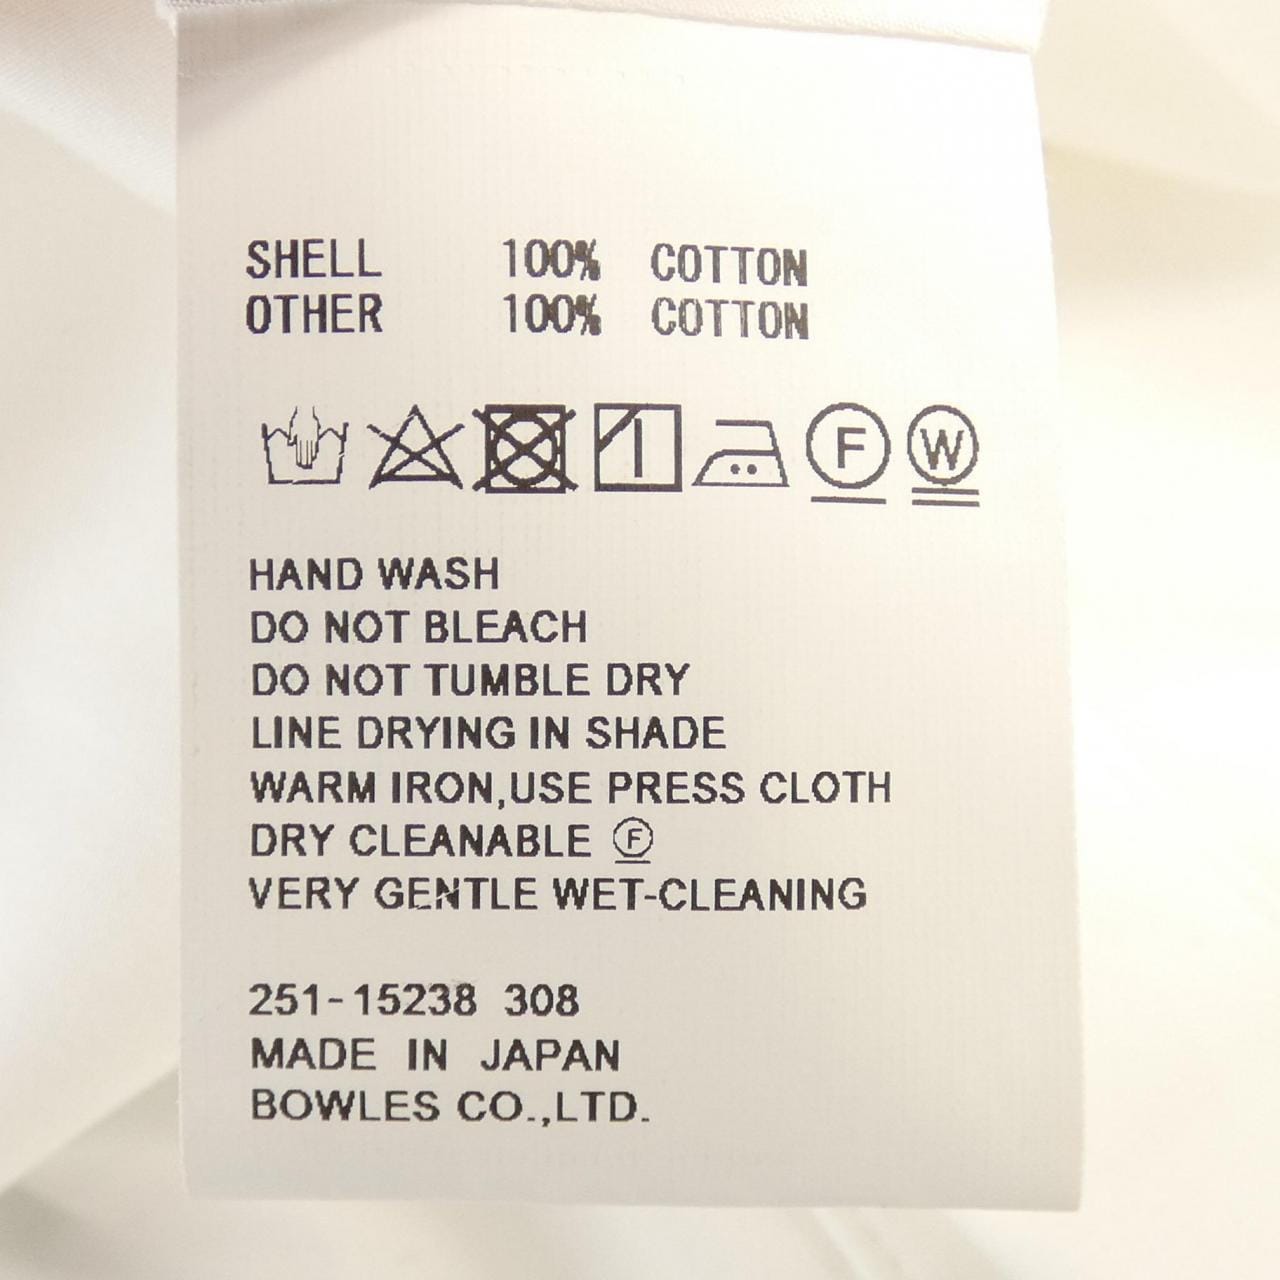 SHELL 100% COTTON
OTHER 100% COTTON
F W
HAND WASH
DO NOT BLEACH
DO NOT TUMBLE DRY
LINE DRYING IN SHADE
WARM IRON,USE PRESS CLOTH
DRY CLEANABLE Ⓕ
VERY GENTLE WET-CLEANING
251-15238 308
MADE IN JAPAN
BOWLES CO.,LTD.